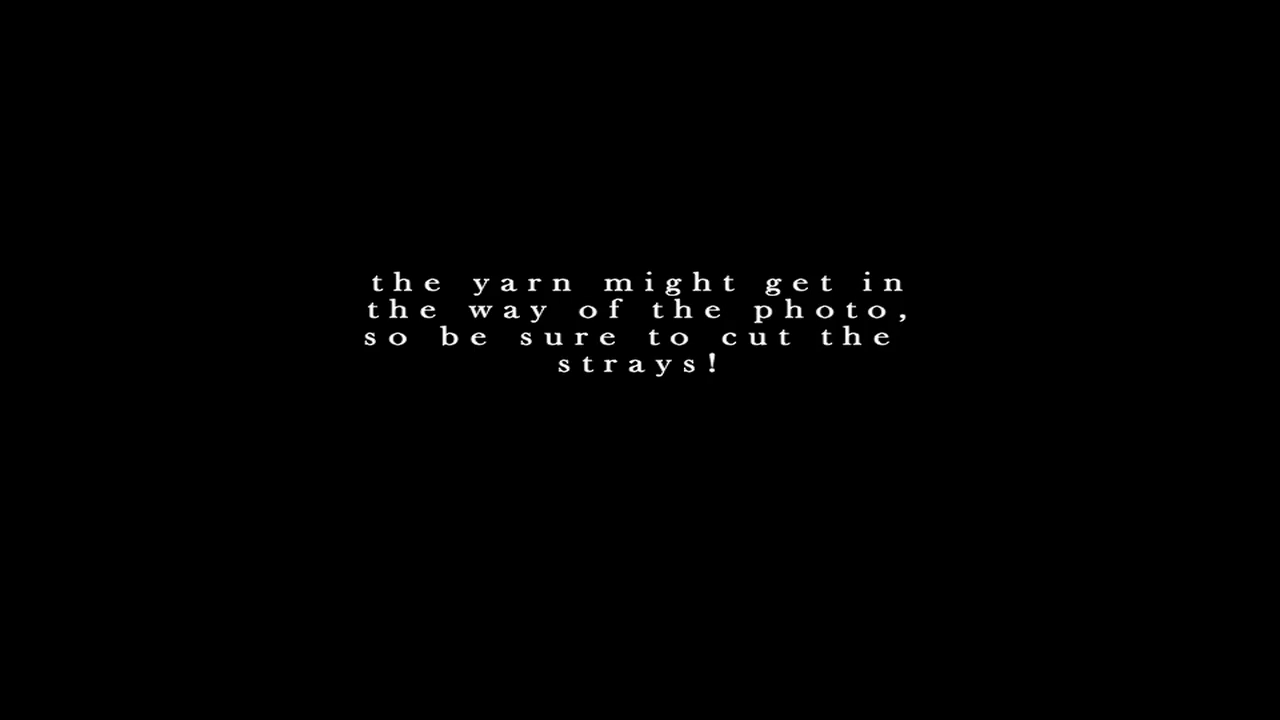 the yarn might get in
the way of the photo,
so be sure to cut the
strays!